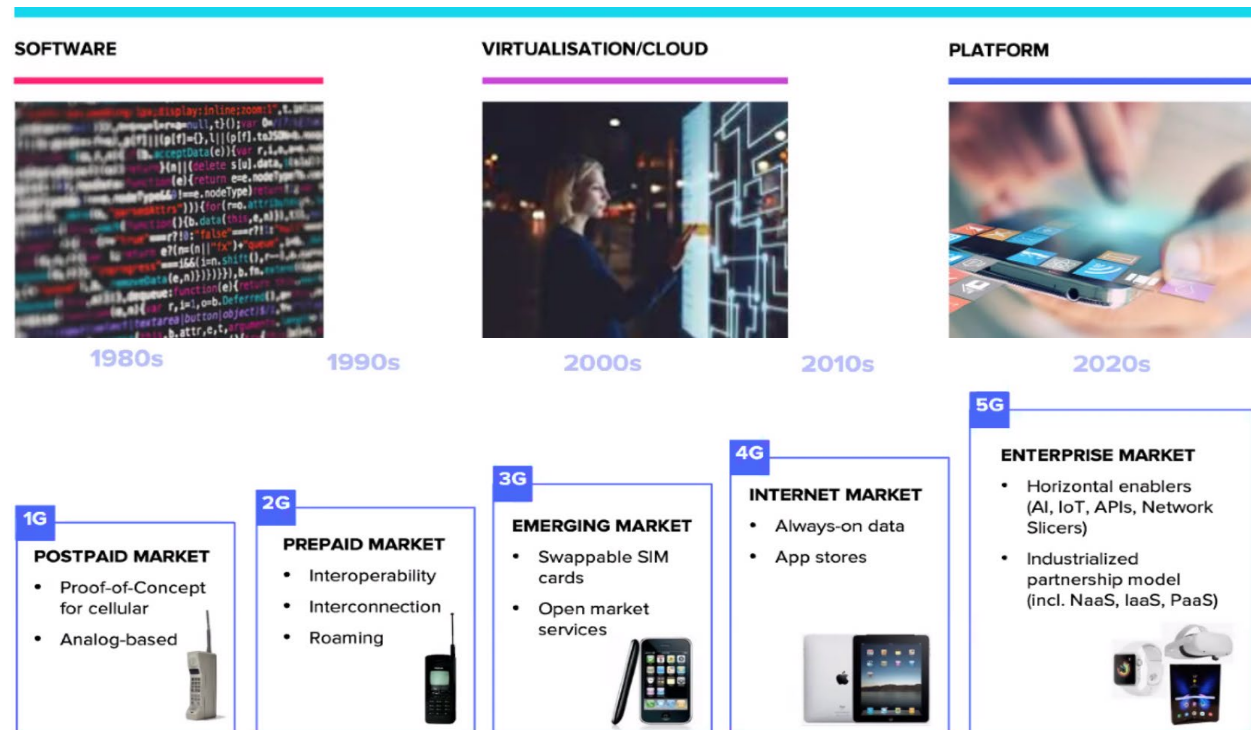 SOFTWARE
VIRTUALISATION/CLOUD
PLATFORM
1980s
1990s
2000s
2010s
2020s
1G
POSTPAID MARKET
• Proof-of-Concept
for cellular
• Analog-based
2G
PREPAID MARKET
• Interoperability
• Interconnection
• Roaming
3G
EMERGING MARKET
• Swappable SIM
cards
• Open market
services
4G
INTERNET MARKET
• Always-on data
• App stores
5G
ENTERPRISE MARKET
• Horizontal enablers
(AI, IoT, APIs, Network
Slicers)
• Industrialized
partnership model
(incl. NaaS, IaaS, PaaS)